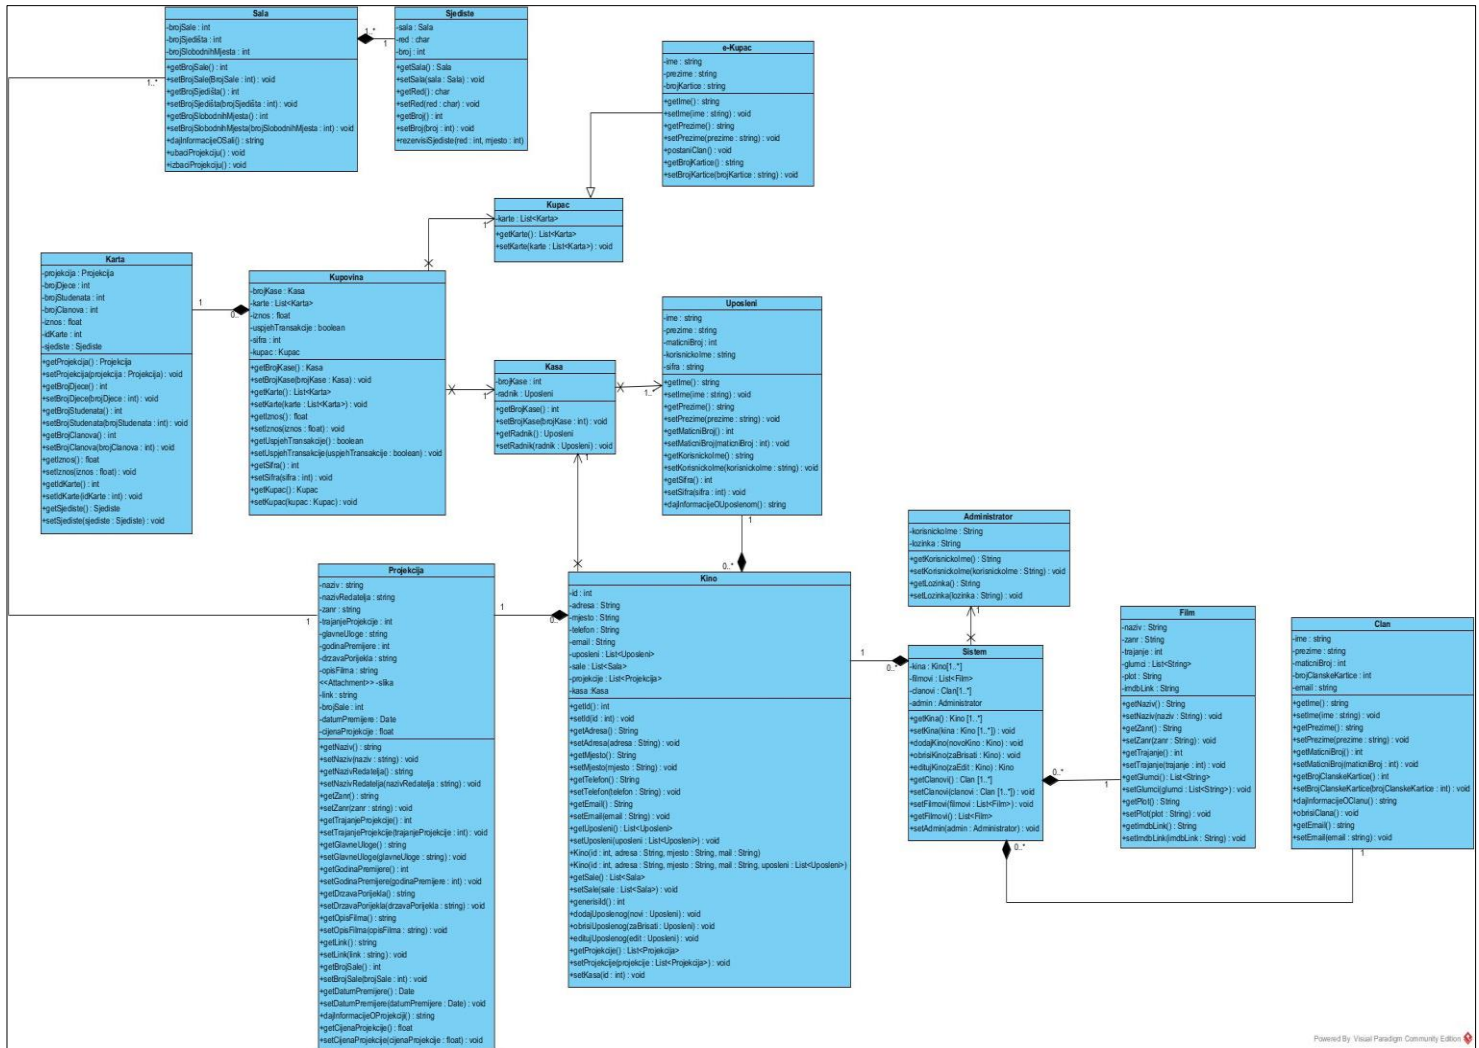 Sala
-brojSale : int
-brojSjedišta : int
-brojSlobodnihMjesta : int
+getBrojSale() : int
+setBrojSale(BrojSale : int) : void
+getBrojSjedišta() : int
+setBrojSjedišta(brojSjedišta : int) : void
+getBrojSlobodnihMjesta() : int
+setBrojSlobodnihMjesta(brojSlobodnihMjesta : int) : void
+dajInformacijeOSali() : string
+ubaciProjekciju() : void
+izbaciProjekciju() : void
1..*
1
1..*
Sjediste
-sala : Sala
-red : char
-broj : int
+getSala() : Sala
+setSala(sala : Sala) : void
+getRed() : char
+setRed(red : char) : void
+getBroj() : int
+setBroj(broj : int) : void
+rezervisiSjediste(red : int, mjesto : int)
e-Kupac
-ime : string
-prezime : string
-brojKartice : string
+getIme() : string
+setIme(ime : string) : void
+getPrezime() : string
+setPrezime(prezime : string) : void
+postaniClan() : void
+getBrojKartice() : string
+setBrojKartice(brojKartice : string) : void
Kupac
-karte : List<Karta>
+getKarte() : List<Karta>
+setKarte(karte : List<Karta>) : void
1
Karta
-projekcija : Projekcija
-brojDjece : int
-brojStudenata : int
-brojClanova : int
-iznos : float
-idKarte : int
-sjediste : Sjediste
+getProjekcija() : Projekcija
+setProjekcija(projekcija : Projekcija) : void
+getBrojDjece() : int
+setBrojDjece(brojDjece : int) : void
+getBrojStudenata() : int
+setBrojStudenata(brojStudenata : int) : void
+getBrojClanova() : int
+setBrojClanova(brojClanova : int) : void
+getIznos() : float
+setIznos(iznos : float) : void
+getIdKarte() : int
+setIdKarte(idKarte : int) : void
+getSjediste() : Sjediste
+setSjediste(sjediste : Sjediste) : void
1
0..
Kupovina
-brojKase : Kasa
-karte : List<Karta>
-iznos : float
-uspjehTransakcije : boolean
-sifra : int
-kupac : Kupac
+getBrojKase() : Kasa
+setBrojKase(brojKase : Kasa) : void
+getKarte() : List<Karta>
+setKarte(karte : List<Karta>) : void
+getIznos() : float
+setIznos(iznos : float) : void
+getUspjehTransakcije() : boolean
+setUspjehTransakcije(uspjehTransakcije : boolean) : void
+getSifra() : int
+setSifra(sifra : int) : void
+getKupac() : Kupac
+setKupac(kupac : Kupac) : void
1
Kasa
-brojKase : int
-radnik : Uposleni
+getBrojKase() : int
+setBrojKase(brojKase : int) : void
+getRadnik() : Uposleni
+setRadnik(radnik : Uposleni) : void
1
1..
Uposleni
-ime : string
-prezime : string
-maticniBroj : int
-korisnickoIme : string
-sifra : string
+getIme() : string
+setIme(ime : string) : void
+getPrezime() : string
+setPrezime(prezime : string) : void
+getMaticniBroj() : int
+setMaticniBroj(maticniBroj : int) : void
+getKorisnickoIme() : string
+setKorisnickoIme(korisnickoIme : string) : void
+getSifra() : int
+setSifra(sifra : int) : void
+dajInformacijeOUposlenom() : string
1
0..*
Projekcija
-naziv : string
-nazivRedatelja : string
-zanr : string
-trajanjeProjekcije : int
-glavneUloge : string
-godinaPremijere : int
-drzavaPorijekla : string
-opisFilma : string
<<Attachment>> -slika
-link : string
-brojSale : int
-datumPremijere : Date
-cijenaProjekcije : float
+getNaziv() : string
+setNaziv(naziv : string) : void
+getNazivRedatelja() : string
+setNazivRedatelja(nazivRedatelja : string) : void
+getZanr() : string
+setZanr(zanr : string) : void
+getTrajanjeProjekcije() : int
+setTrajanjeProjekcije(trajanjeProjekcije : int) : void
+getGlavneUloge() : string
+setGlavneUloge(glavneUloge : string) : void
+getGodinaPremijere() : int
+setGodinaPremijere(godinaPremijere : int) : void
+getDrzavaPorijekla() : string
+setDrzavaPorijekla(drzavaPorijekla : string) : void
+getOpisFilma() : string
+setOpisFilma(opisFilma : string) : void
+getLink() : string
+setLink(link : string) : void
+getBrojSale() : int
+setBrojSale(brojSale : int) : void
+getDatumPremijere() : Date
+setDatumPremijere(datumPremijere : Date) : void
+dajInformacijeOProjekciji() : string
+getCijenaProjekcije() : float
+setCijenaProjekcije(cijenaProjekcije : float) : void
1
1
0..
Kino
-id : int
-adresa : String
-mjesto : String
-telefon : String
-email : String
-uposleni : List<Uposleni>
-sale : List<Sala>
-projekcije : List<Projekcija>
-kasa :Kasa
+getId() : int
+setId(id : int) : void
+getAdresa() : String
+setAdresa(adresa : String) : void
+getMjesto() : String
+setMjesto(mjesto : String) : void
+getTelefon() : String
+setTelefon(telefon : String) : void
+getEmail() : String
+setEmail(email : String) : void
+getUposleni() : List<Uposleni>
+setUposleni(uposleni : List<Uposleni>) : void
+Kino(id : int, adresa : String, mjesto : String, mail : String)
+Kino(id : int, adresa : String, mjesto : String, mail : String, uposleni : List<Uposleni>)
+getSale() : List<Sala>
+setSale(sale : List<Sala>) : void
+generisiId() : int
+dodajUposlenog(novi : Uposleni) : void
+obrisiUposlenog(zaBrisati : Uposleni) : void
+editujUposlenog(edit : Uposleni) : void
+getProjekcije() : List<Projekcija>
+setProjekcije(projekcije : List<Projekcija>) : void
+setKasa(id : int) : void
1
0..*
Administrator
-korisnickoIme : String
-lozinka : String
+getKorisnickoIme() : String
+setKorisnickoIme(korisnickoIme : String) : void
+getLozinka() : String
+setLozinka(lozinka : String) : void
1
Sistem
-kina : Kino[1..*]
-filmovi : List<Film>
-clanovi : Clan[1..*]
-admin : Administrator
+getKina() : Kino [1..*]
+setKina(kina : Kino [1..*]) : void
+dodajKino(novoKino : Kino) : void
+obrisiKino(zaBrisati : Kino) : void
+editujKino(zaEdit : Kino) : Kino
+getClanovi() : Clan [1..*]
+setClanovi(clanovi : Clan [1..*]) : void
+setFilmovi(filmovi : List<Film>) : void
+getFilmovi() : List<Film>
+setAdmin(admin : Administrator) : void
0..*
1
0..*
Film
-naziv : String
-zanr : String
-trajanje : int
-glumci : List<String>
-plot : String
-imdbLink : String
+getNaziv() : String
+setNaziv(naziv : String) : void
+getZanr() : String
+setZanr(zanr : String) : void
+getTrajanje() : int
+setTrajanje(trajanje : int) : void
+getGlumci() : List<String>
+setGlumci(glumci : List<String>) : void
+getPlot() : String
+setPlot(plot : String) : void
+getImdbLink() : String
+setImdbLink(imdbLink : String) : void
Clan
-ime : string
-prezime : string
-maticniBroj : int
-brojClanskeKartice : int
-email : string
+getIme() : string
+setIme(ime : string) : void
+getPrezime() : string
+setPrezime(prezime : string) : void
+getMaticniBroj() : int
+setMaticniBroj(maticniBroj : int) : void
+getBrojClanskeKartice() : int
+setBrojClanskeKartice(brojClanskeKartice : int) : void
+dajInformacijeOClanu() : string
+obrisiClana() : void
+getEmail() : string
+setEmail(email : string) : void
1
Powered By Visual Paradigm Community Edition